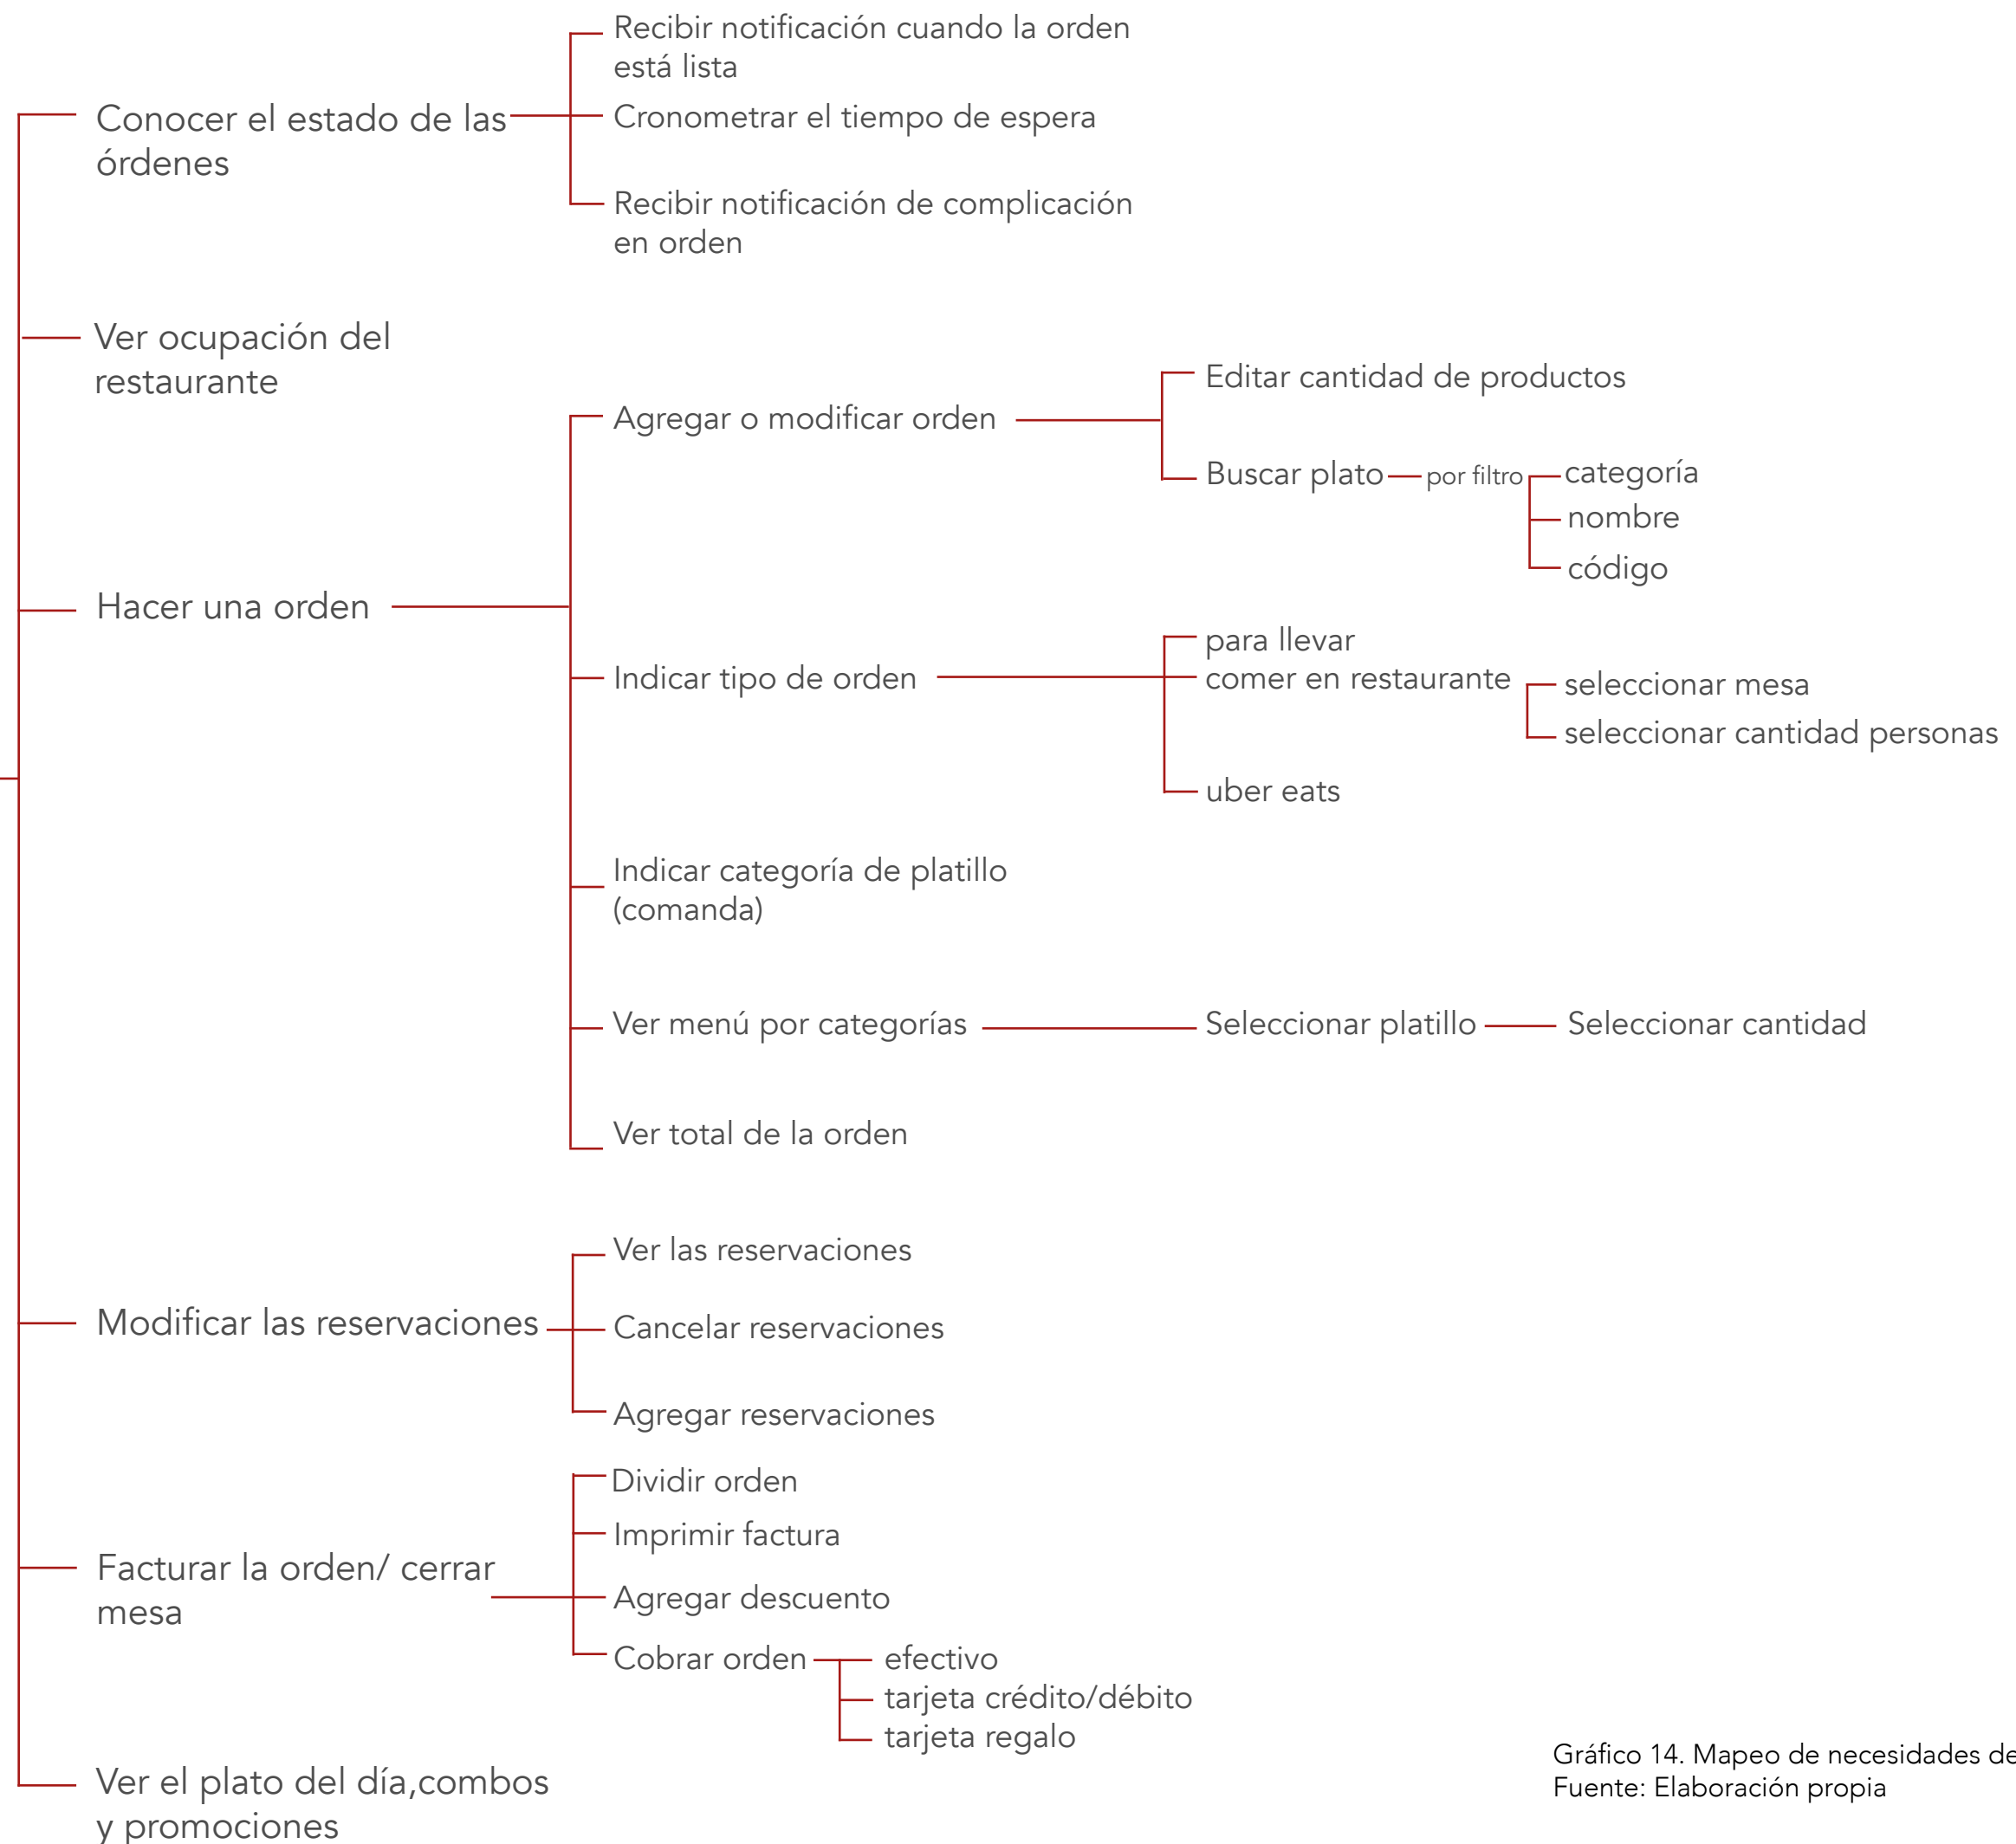 Recibir notificación cuando la orden
está lista
Conocer el estado de las
órdenes
Cronometrar el tiempo de espera
Recibir notificación de complicación
en orden
Ver ocupación del
restaurante
Hacer una orden
Agregar o modificar orden
Editar cantidad de productos
Buscar plato
por filtro
categoría
nombre
código
Indicar tipo de orden
para llevar
comer en restaurante
seleccionar mesa
seleccionar cantidad personas
uber eats
Indicar categoría de platillo
(comanda)
Ver menú por categorías
Seleccionar platillo
Seleccionar cantidad
Ver total de la orden
Modificar las reservaciones
Ver las reservaciones
Cancelar reservaciones
Agregar reservaciones
Facturar la orden/ cerrar
mesa
Dividir orden
Imprimir factura
Agregar descuento
Cobrar orden
efectivo
tarjeta crédito/débito
tarjeta regalo
Ver el plato del día,combos
y promociones
Gráfico 14. Mapeo de necesidades de
Fuente: Elaboración propia